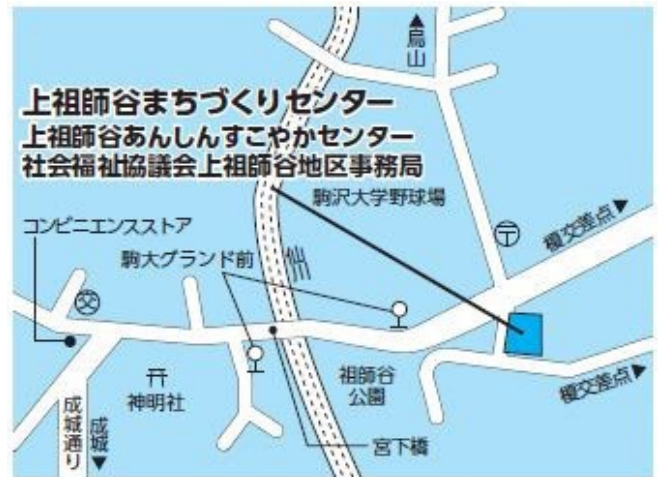 ▲烏山
上祖師谷まちづくりセンター
上祖師谷あんしんすこやかセンター
社会福祉協議会上祖師谷地区事務局
駒沢大学野球場
コンビニエンスストア
〒
榎交差点▶
駒大グランド前
仙川
交
祖師谷
公園
神明社
榎交差点▶
成城通り
成城▼
宮下橋